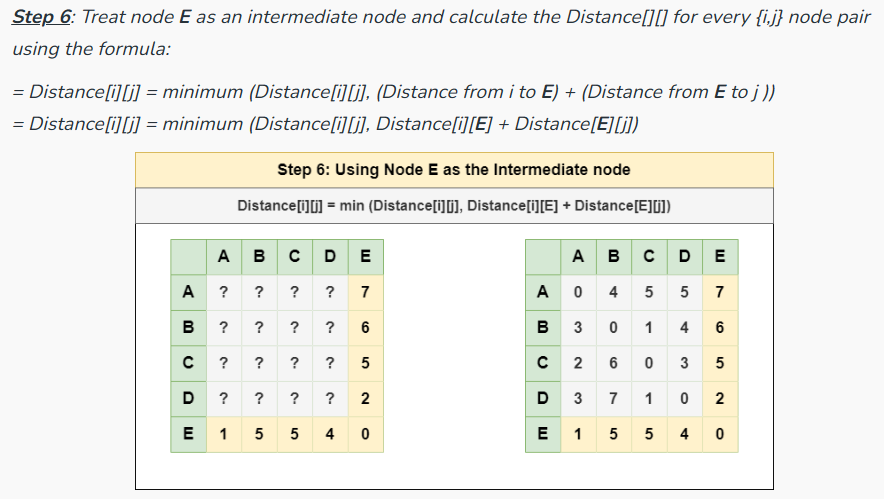 Step 6: Treat node E as an intermediate node and calculate the Distance[][] for every {i,j} node pair
using the formula:
= Distance[i][j] = minimum (Distance[i][j], (Distance from i to E) + (Distance from E to j ))
= Distance[i][j] = minimum (Distance[i][j], Distance[i][E] + Distance[E][j])
Step 6: Using Node E as the Intermediate node
Distance[i][j] = min (Distance[i][j], Distance[i][E] + Distance[E][j])
A B C D E
A ? ? ? ? 7
B ? ? ? ? 6
C ? ? ? ? 5
D ? ? ? ? 2
E 1 5 5 4 0
A B C D E
A 0 4 5 5 7
B 3 0 1 4 6
C 2 6 0 3 5
D 3 7 1 0 2
E 1 5 5 4 0